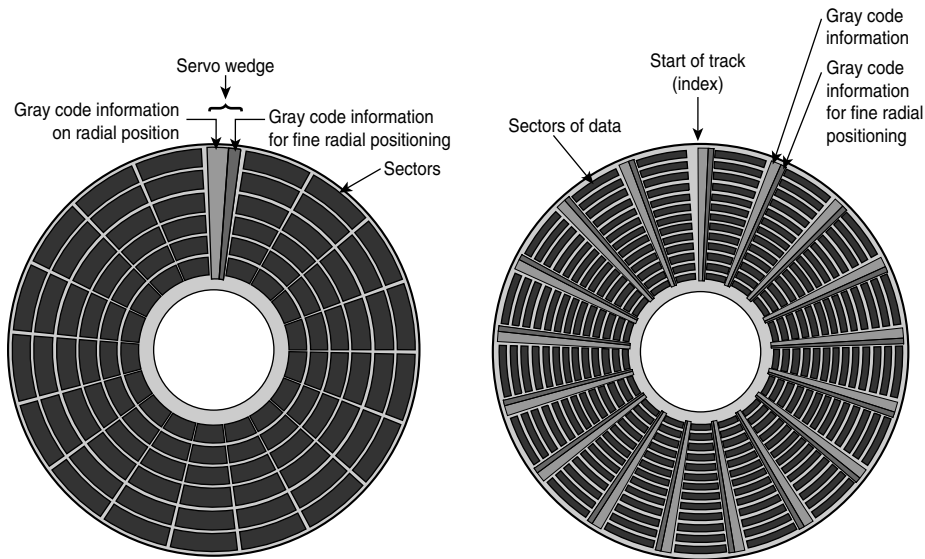 Servo wedge
Gray code information
on radial position
Gray code information
for fine radial positioning
Sectors
Start of track
(index)
Sectors of data
Gray code
information
Gray code
information
for fine radial
positioning